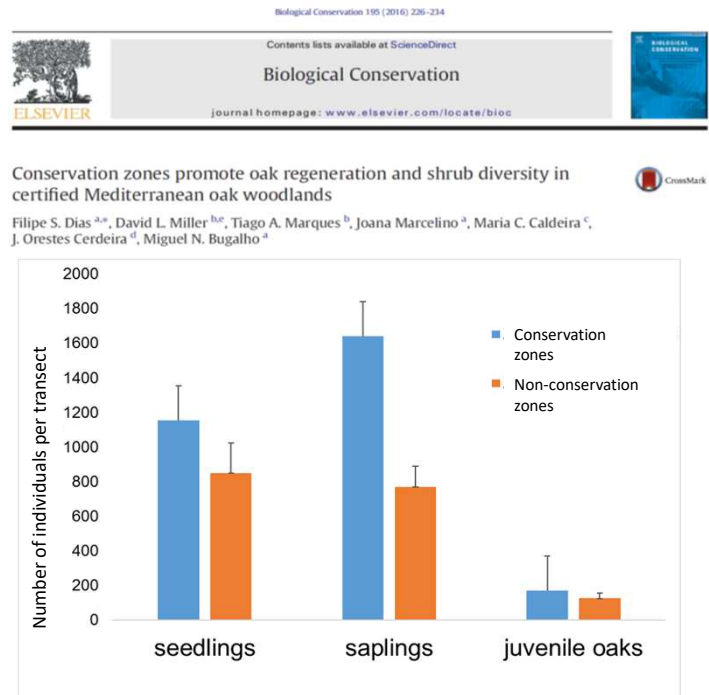 Biological Conservation 195 (2016) 226–234
Contents lists available at ScienceDirect
Biological Conservation
journal homepage: www.elsevier.com/locate/bioc
ELSEVIER
BIOLOGICAL
CONSERVATION
Conservation zones promote oak regeneration and shrub diversity in
certified Mediterranean oak woodlands
CrossMark
Filipe S. Dias a,*, David L. Miller b,e, Tiago A. Marques b, Joana Marcelino a, Maria C. Caldeira c,
J. Orestes Cerdeira d, Miguel N. Bugalho a
Number of individuals per transect
2000
1800
1600
1400
1200
1000
800
600
400
200
0
Conservation
zones
Non-conservation
zones
seedlings
saplings
juvenile oaks